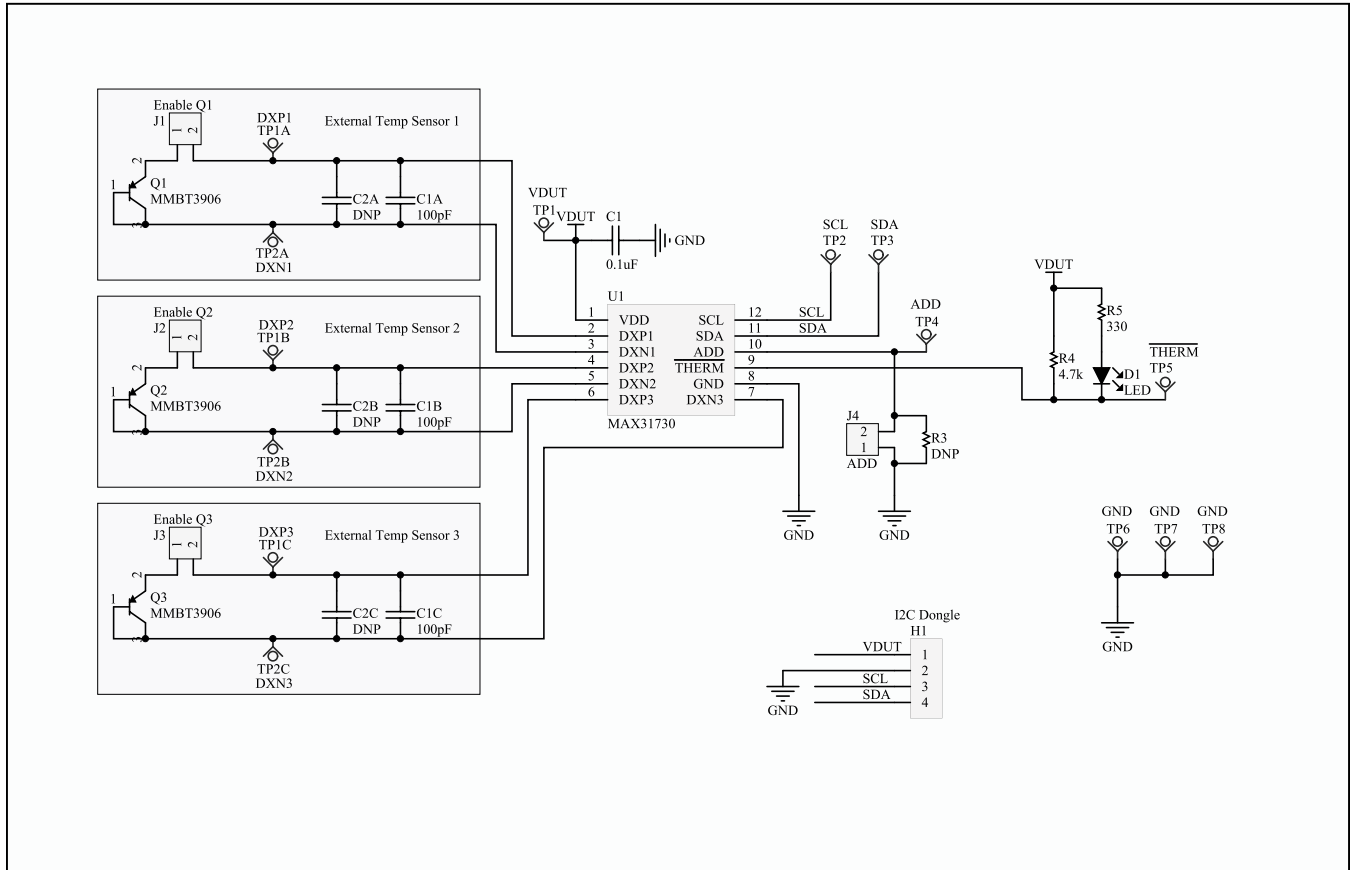 Enable Q1
J1
1 2
DXP1
TP1A
External Temp Sensor 1
2
1
Q1
MMBT3906
3
C2A
DNP
C1A
100pF
TP2A
DXN1
Enable Q2
J2
1 2
DXP2
TP1B
External Temp Sensor 2
2
1
Q2
MMBT3906
3
C2B
DNP
C1B
100pF
TP2B
DXN2
Enable Q3
J3
1 2
DXP3
TP1C
External Temp Sensor 3
2
1
Q3
MMBT3906
3
C2C
DNP
C1C
100pF
TP2C
DXN3
VDUT
TP1
VDUT
C1
0.1uF
GND
U1
1 VDD
2 DXP1
3 DXN1
4 DXP2
5 DXN2
6 DXP3
SCL 12 SCL
SDA 11 SDA
ADD 10
THERM 9
GND 8
DXN3 7
MAX31730
SCL
TP2
SDA
TP3
ADD
TP4
J4
2
1
ADD
R3
DNP
GND
GND
VDUT
R5
330
R4
4.7k
D1
LED
THERM
TP5
GND
TP6
GND
TP7
GND
TP8
GND
I2C Dongle
H1
VDUT 1
2
SCL 3
SDA 4
GND